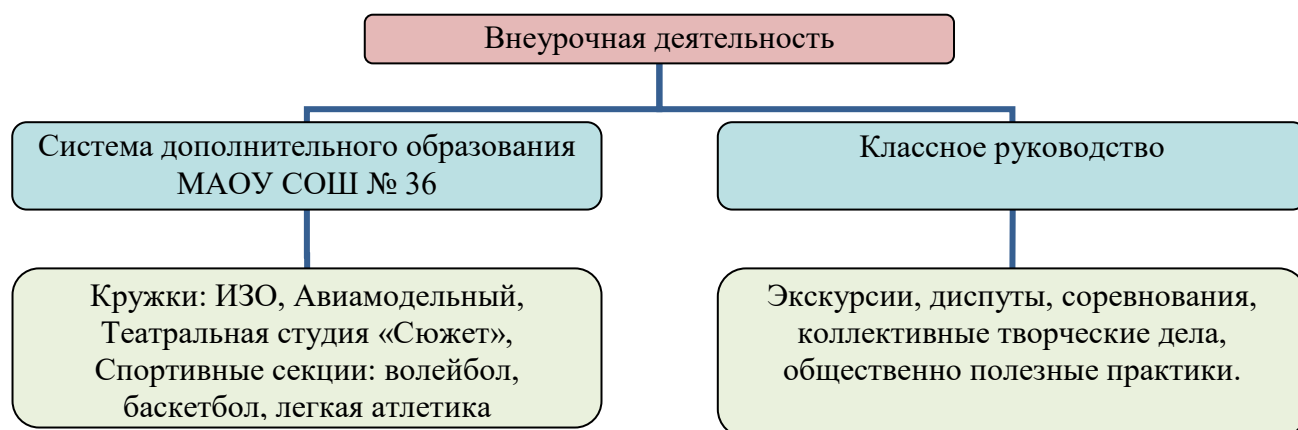 Внеурочная деятельность
Система дополнительного образования
МАОУ СОШ № 36
Классное руководство
Кружки: ИЗО, Авиамодельный,
Театральная студия «Сюжет»,
Спортивные секции: волейбол,
баскетбол, легкая атлетика
Экскурсии, диспуты, соревнования,
коллективные творческие дела,
общественно полезные практики.